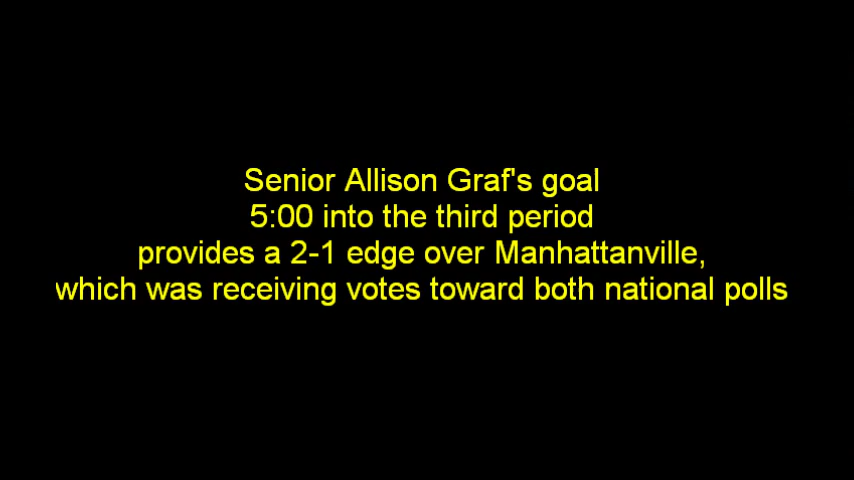 Senior Allison Graf's goal
5:00 into the third period
provides a 2-1 edge over Manhattanville,
which was receiving votes toward both national polls